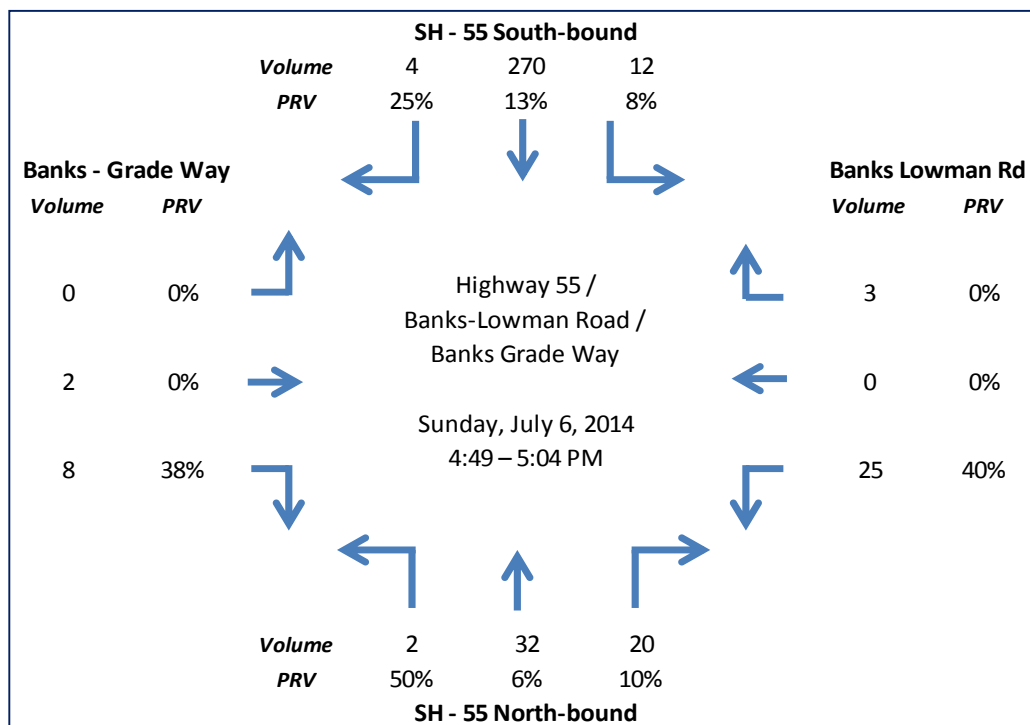 SH - 55 South-bound
Volume 4 270 12
PRV 25% 13% 8%
Banks - Grade Way
Volume PRV
0 0%
2 0%
8 38%
Highway 55 /
Banks-Lowman Road /
Banks Grade Way
Sunday, July 6, 2014
4:49 – 5:04 PM
Banks Lowman Rd
Volume PRV
3 0%
0 0%
25 40%
Volume 2 32 20
PRV 50% 6% 10%
SH - 55 North-bound